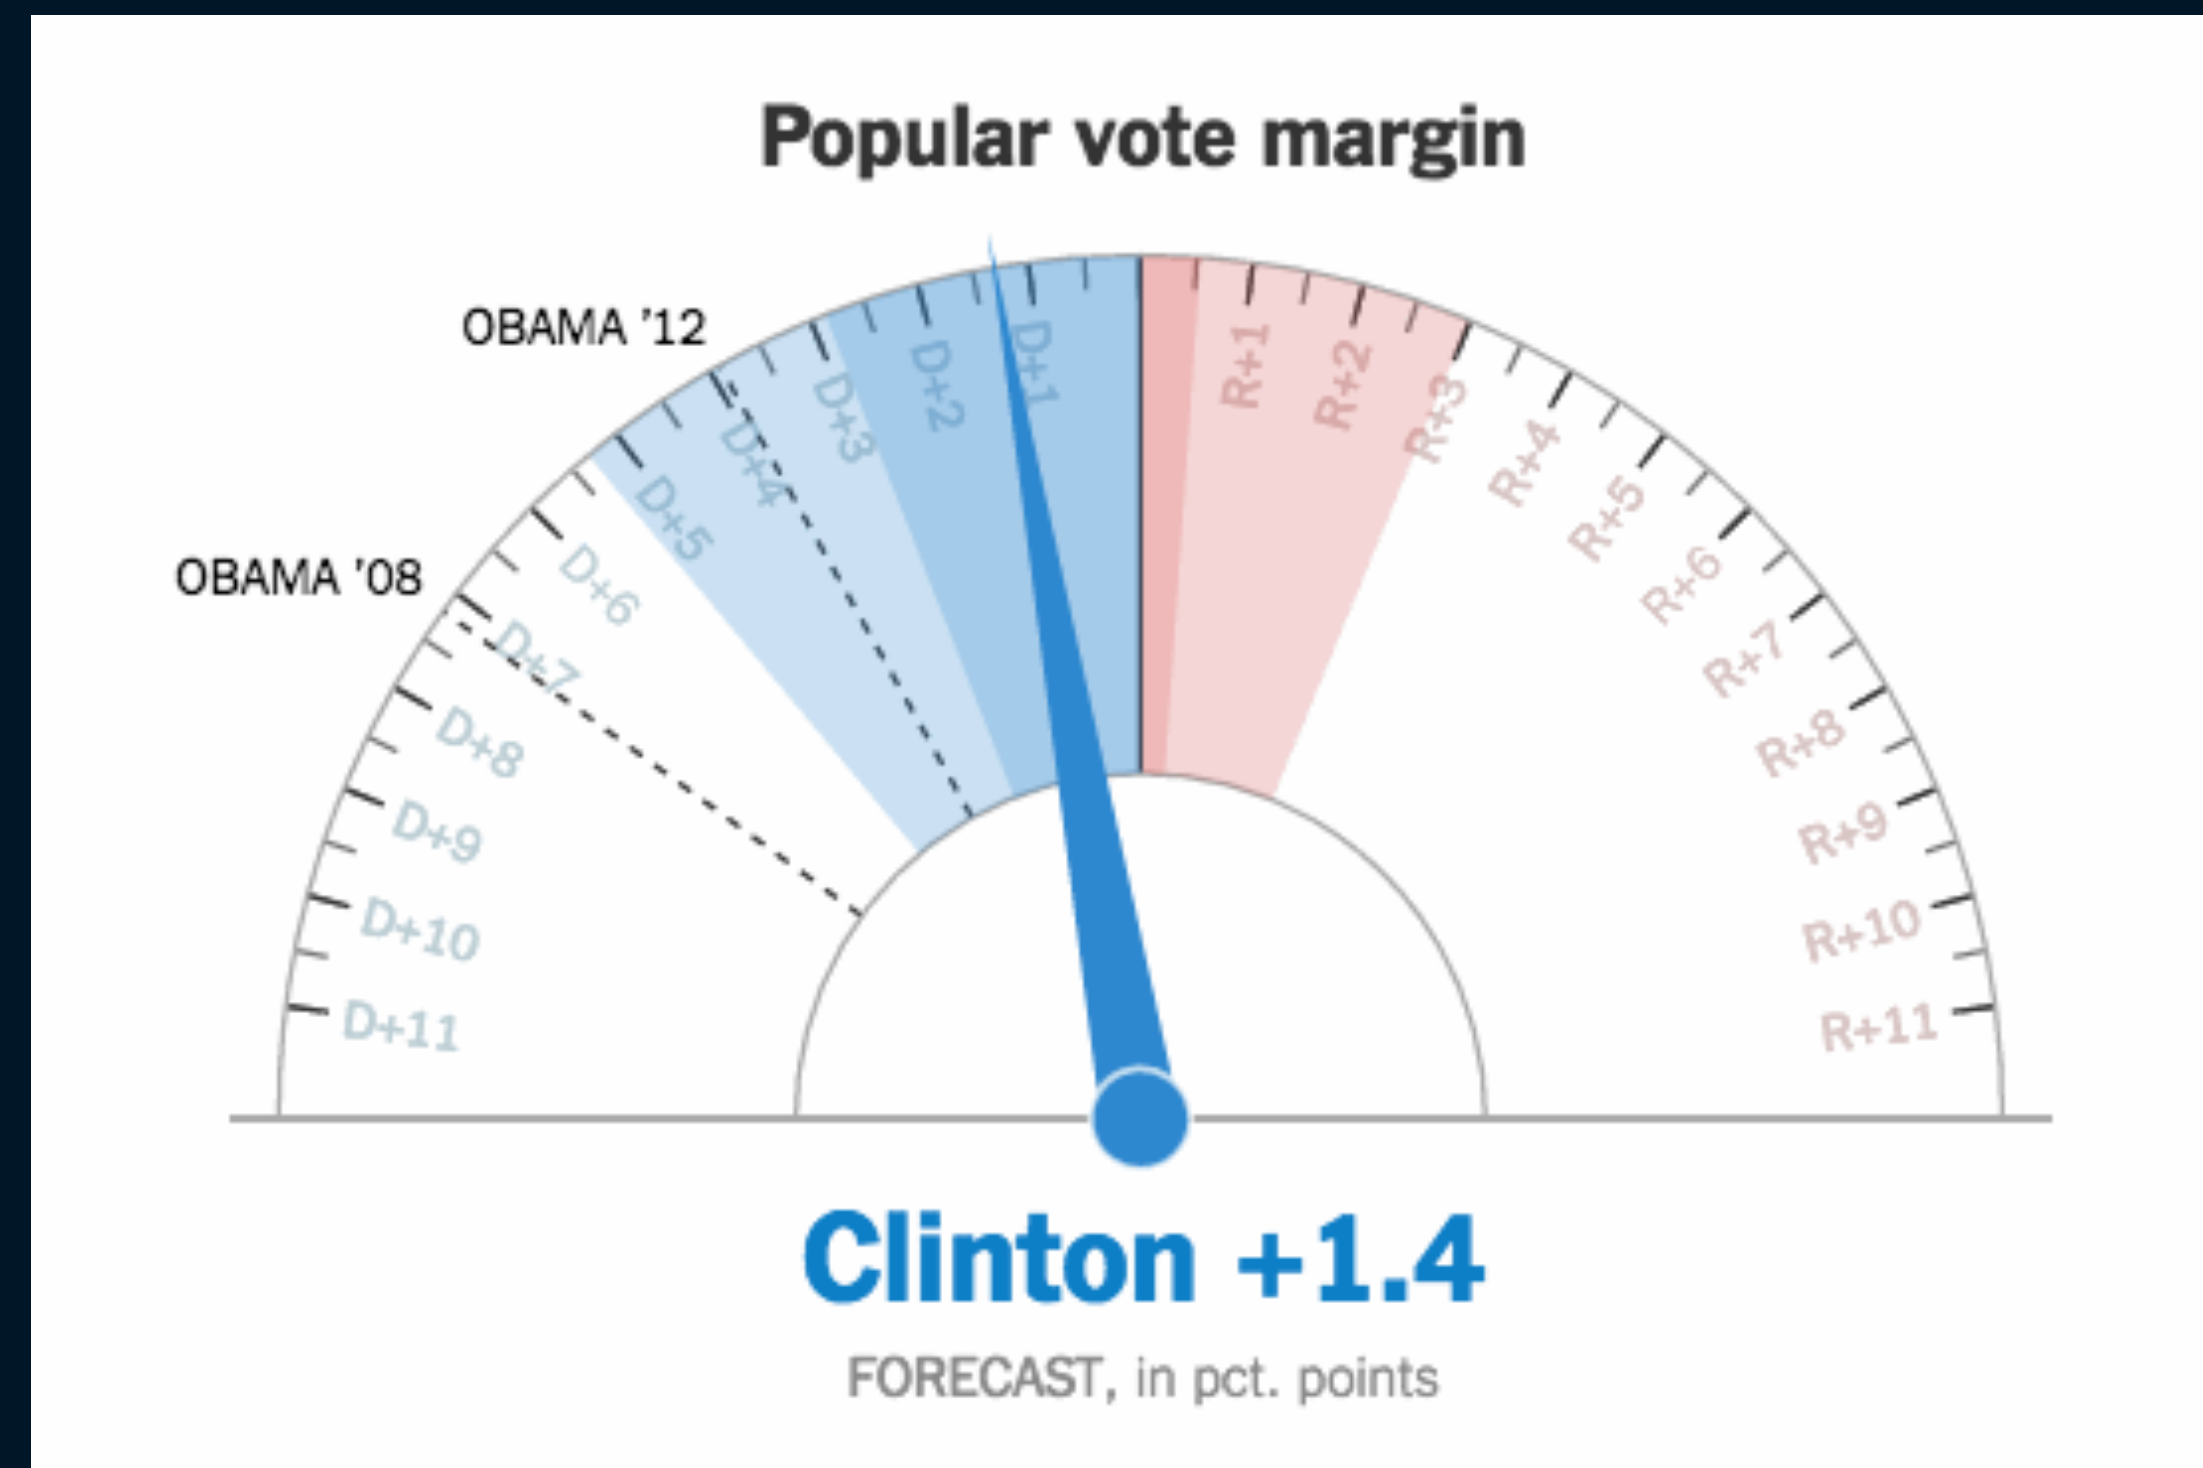 Popular vote margin
OBAMA '12
OBAMA '08
D+11
D+10
D+9
D+8
D+7
D+6
D+5
D+4
D+3
D+2
D+1
R+1
R+2
R+3
R+4
R+5
R+6
R+7
R+8
R+9
R+10
R+11
Clinton +1.4
FORECAST, in pct. points